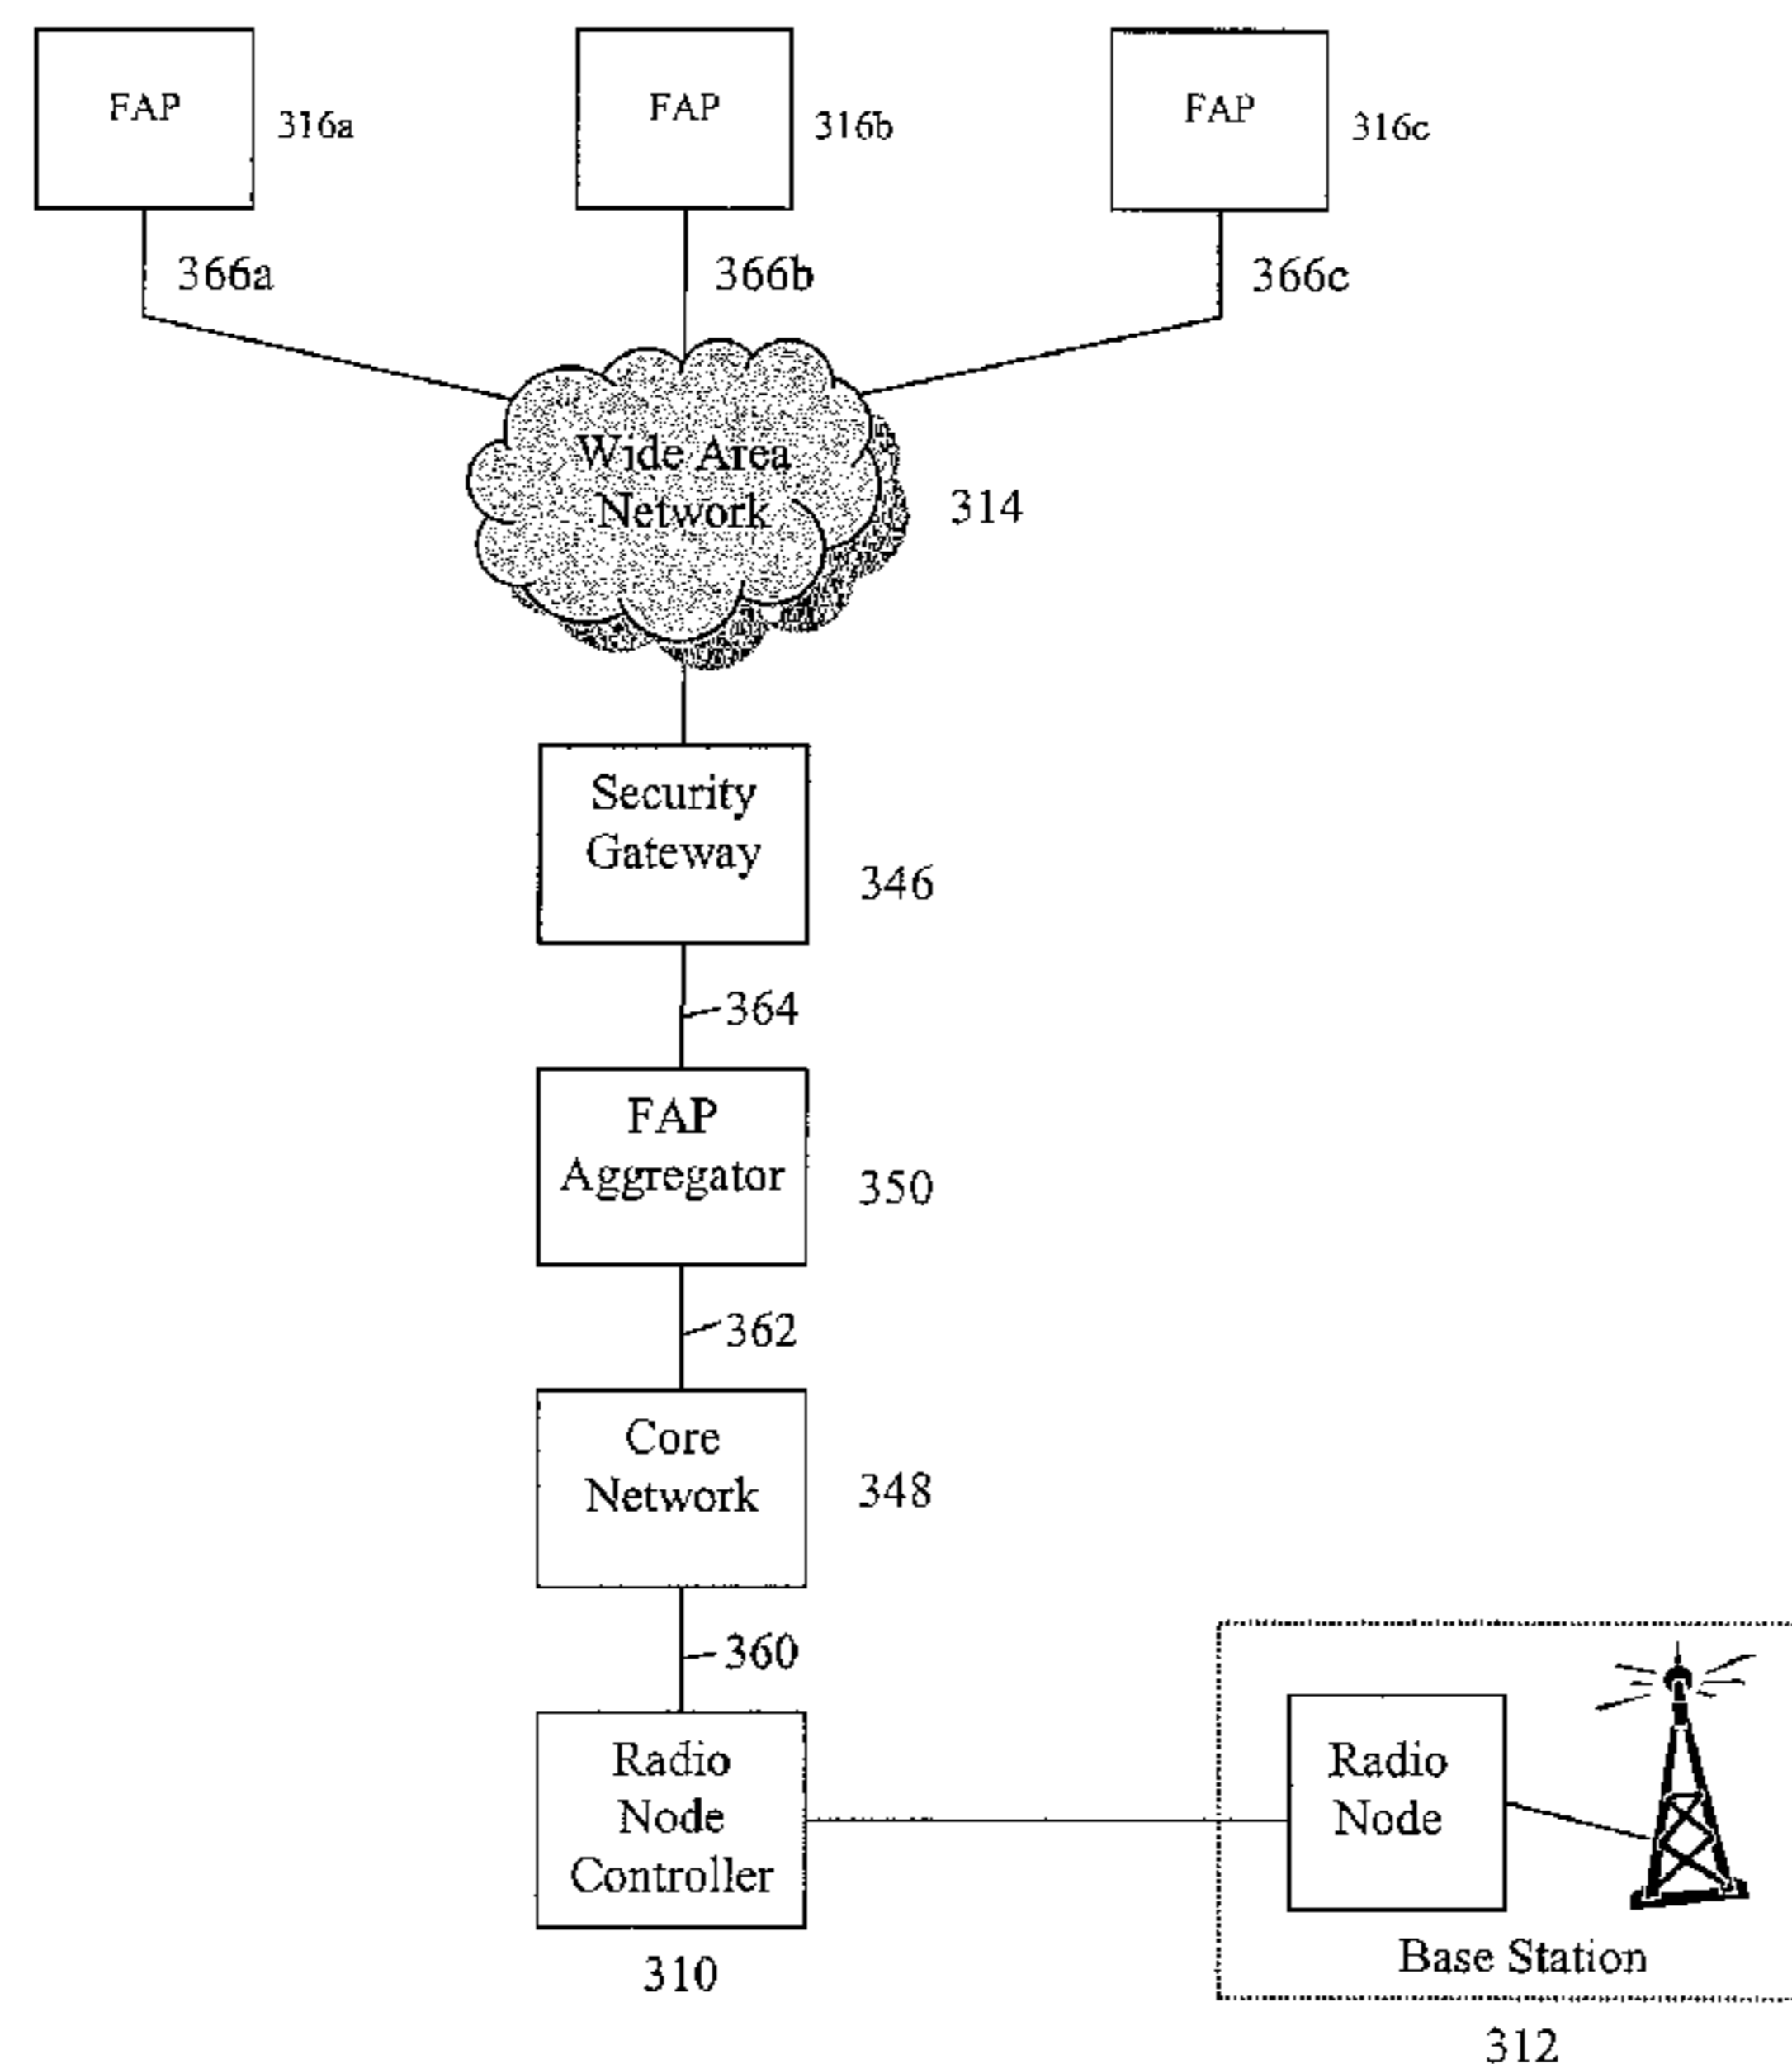 FAP
316a
FAP
316b
FAP
316c
366a
366b
366c
Wide Area
Network
314
Security
Gateway
346
364
FAP
Aggregator
350
362
Core
Network
348
360
Radio
Node
Controller
310
Radio
Node
Base Station
312